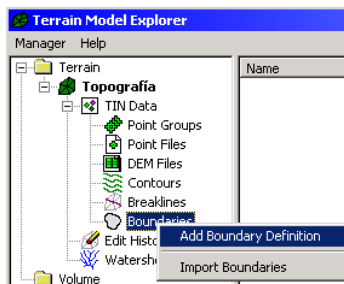 Terrain Model Explorer
Manager Help
Terrain
Name
Topografía
TIN Data
Point Groups
Point Files
DEM Files
Contours
Breaklines
Boundaries
Add Boundary Definition
Edit Histo
Watershe
Import Boundaries
Volume